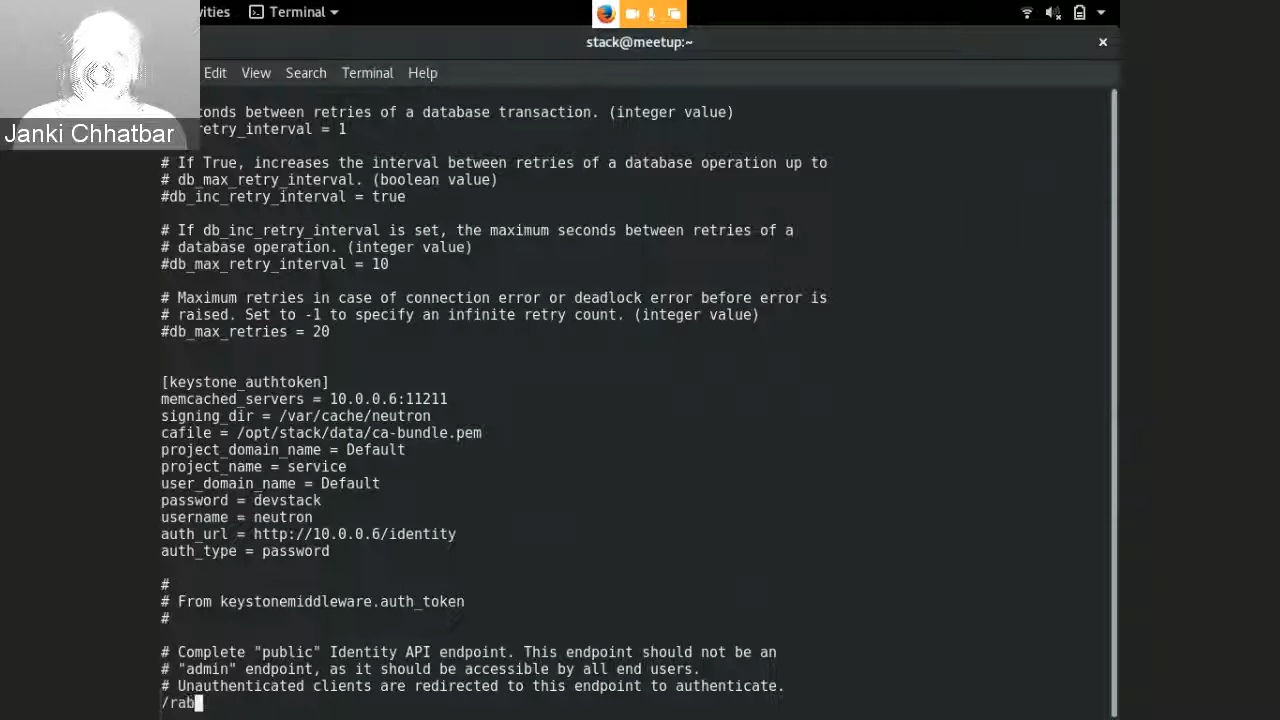 vities Terminal
stack@meetup:~ ×
Edit View Search Terminal Help
Janki Chhatbar
conds between retries of a database transaction. (integer value)
retry_interval = 1
# If True, increases the interval between retries of a database operation up to
# db_max_retry_interval. (boolean value)
#db_inc_retry_interval = true
# If db_inc_retry_interval is set, the maximum seconds between retries of a
# database operation. (integer value)
#db_max_retry_interval = 10
# Maximum retries in case of connection error or deadlock error before error is
# raised. Set to -1 to specify an infinite retry count. (integer value)
#db_max_retries = 20
[keystone_authtoken]
memcached_servers = 10.0.0.6:11211
signing_dir = /var/cache/neutron
cafile = /opt/stack/data/ca-bundle.pem
project_domain_name = Default
project_name = service
user_domain_name = Default
password = devstack
username = neutron
auth_url = http://10.0.0.6/identity
auth_type = password
#
# From keystonemiddleware.auth_token
#
# Complete "public" Identity API endpoint. This endpoint should not be an
# "admin" endpoint, as it should be accessible by all end users.
# Unauthenticated clients are redirected to this endpoint to authenticate.
/rab